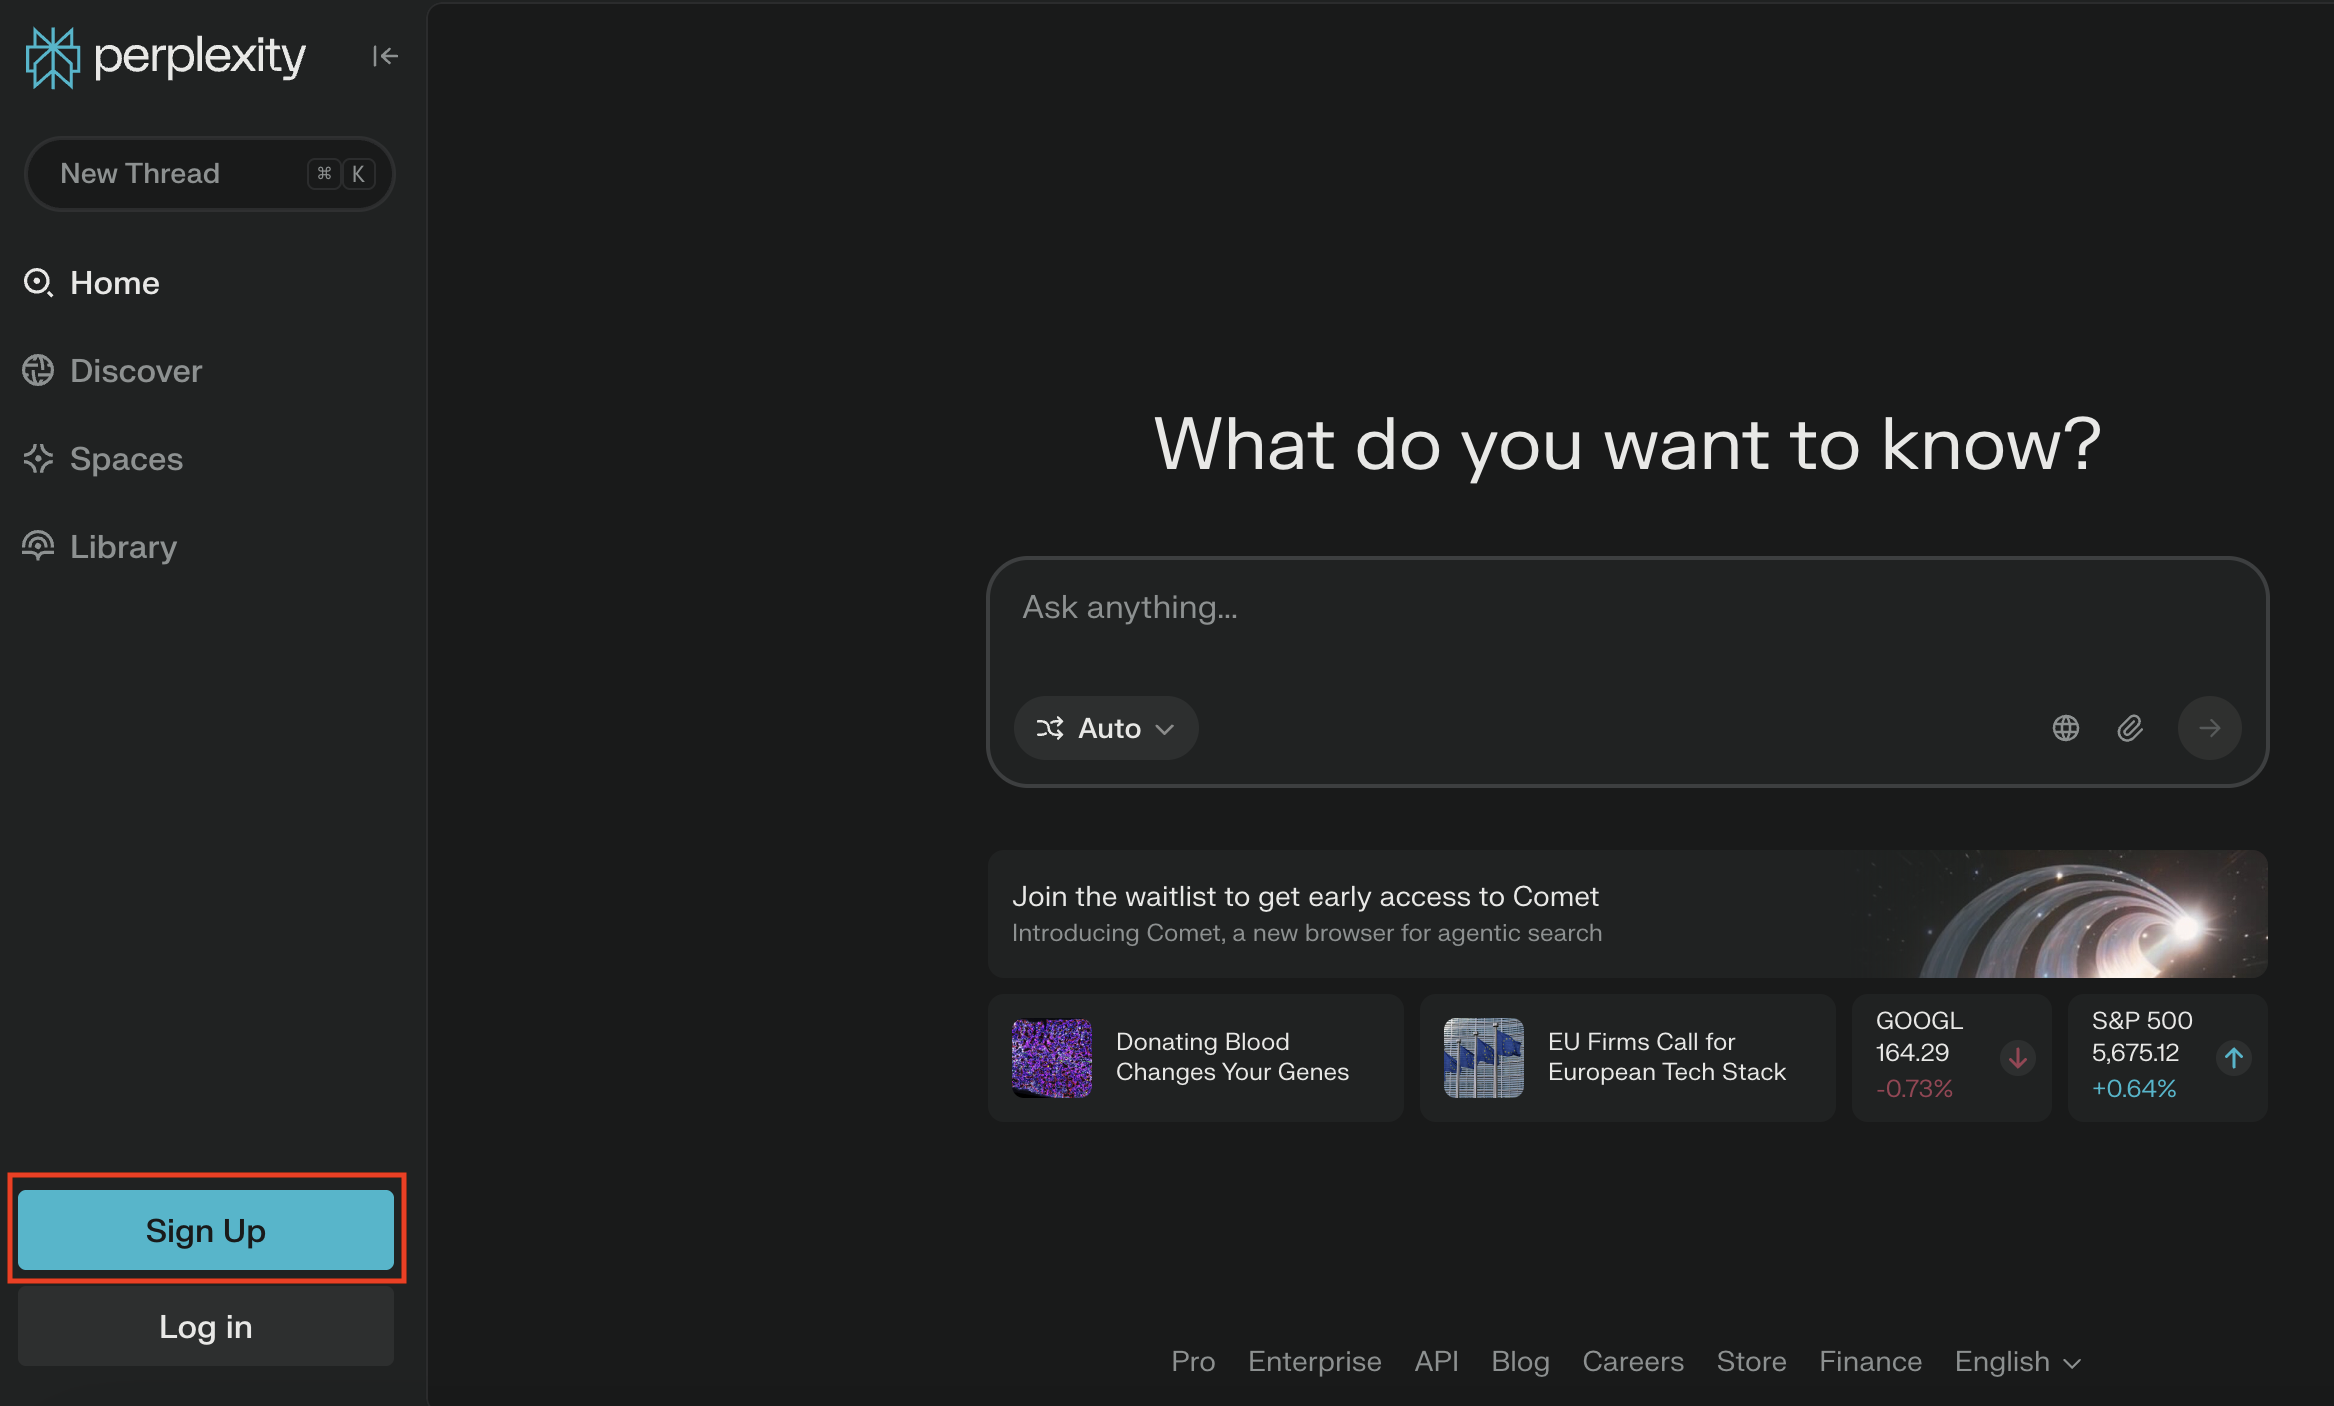 perplexity
New Thread ⌘ K
Home
Discover
Spaces
Library
Sign Up
Log in
What do you want to know?
Ask anything...
Auto
Join the waitlist to get early access to Comet
Introducing Comet, a new browser for agentic search
Donating Blood
Changes Your Genes
EU Firms Call for
European Tech Stack
GOOGL
164.29
-0.73%
S&P 500
5,675.12
+0.64%
Pro Enterprise API Blog Careers Store Finance English